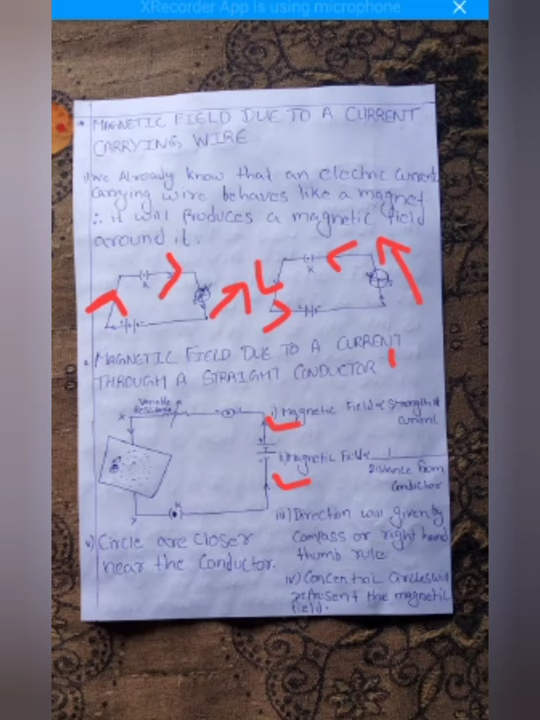 XRecorder App is using microphone
* MAGNETIC FIELD DUE TO A CURRENT
CARRYING WIRE
i) We Already know that an electric current
carrying wire behaves like a magnet
∴ it will Produces a magnetic field
around it.
K
K
MAGNETIC FIELD DUE TO A CURRENT
THROUGH A STRAIGHT CONDUCTOR
Variable
Resistance
X
Y
K
i) Magnetic Field ∝ Strength of
current
ii) Magnetic Field ∝ 1
Distance from
conductor
iii) Direction will given by
compass or right hand
thumb rule.
iv) Concentral circles will
represent the magnetic
field.
v) Circle are closer
near the Conductor.